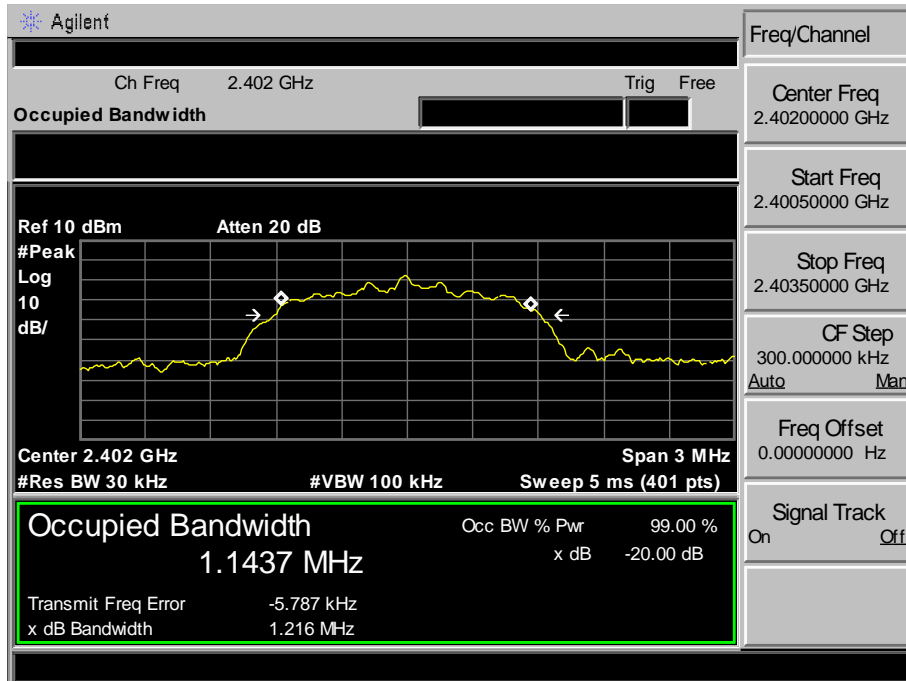 Agilent
Freq/Channel
Ch Freq 2.402 GHz Trig Free
Occupied Bandwidth
Center Freq
2.40200000 GHz
Start Freq
2.40050000 GHz
Stop Freq
2.40350000 GHz
CF Step
300.000000 kHz
Auto Man
Freq Offset
0.00000000 Hz
Signal Track
On Off
Ref 10 dBm Atten 20 dB
#Peak
Log
10
dB/
Center 2.402 GHz Span 3 MHz
#Res BW 30 kHz #VBW 100 kHz Sweep 5 ms (401 pts)
Occupied Bandwidth Occ BW % Pwr 99.00 %
1.1437 MHz x dB -20.00 dB
Transmit Freq Error -5.787 kHz
x dB Bandwidth 1.216 MHz